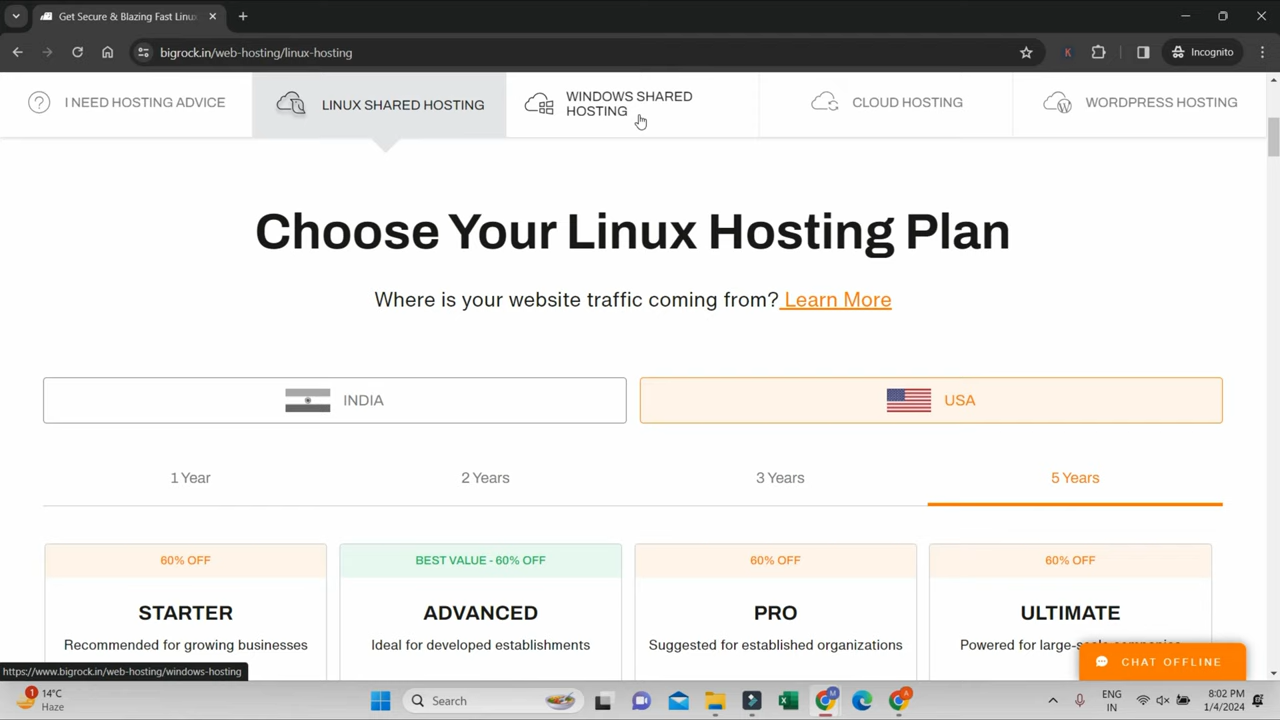 Get Secure & Blazing Fast Linu
bigrock.in/web-hosting/linux-hosting
Incognito
I NEED HOSTING ADVICE
LINUX SHARED HOSTING
WINDOWS SHARED
HOSTING
CLOUD HOSTING
WORDPRESS HOSTING
Choose Your Linux Hosting Plan
Where is your website traffic coming from? Learn More
INDIA
USA
1 Year
2 Years
3 Years
5 Years
60% OFF
BEST VALUE - 60% OFF
60% OFF
60% OFF
STARTER
ADVANCED
PRO
ULTIMATE
Recommended for growing businesses
Ideal for developed establishments
Suggested for established organizations
Powered for large-scale companies
CHAT OFFLINE
https://www.bigrock.in/web-hosting/windows-hosting
1
14°C
Haze
Search
ENG
IN
8:02 PM
1/4/2024